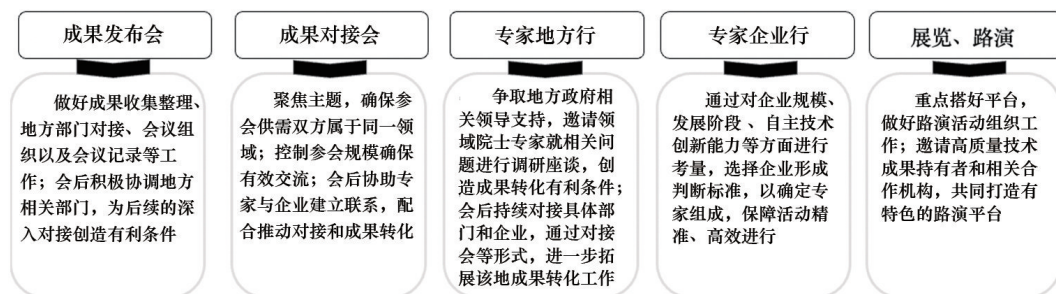 成果发布会
做好成果收集整理、
地方部门对接、会议组
织以及会议记录等工
作；会后积极协调地方
相关部门，为后续的深
入对接创造有利条件
成果对接会
聚焦主题，确保参
会供需双方属于同一领
域；控制参会规模确保
有效交流；会后协助专
家与企业建立联系，配
合推动对接和成果转化
专家地方行
争取地方政府相
关领导支持，邀请领
域院士专家就相关问
题进行调研座谈，创
造成果转化有利条件；
会后持续对接具体部
门和企业，通过对接
会等形式，进一步拓
展该地成果转化工作
专家企业行
通过对企业规模、
发展阶段、自主技术
创新能力等方面进行
考量，选择企业形成
判断标准，以确定专
家组成，保障活动精
准、高效进行
展览、路演
重点搭好平台，
做好路演活动组织工
作；邀请高质量技术
成果持有者和相关合
作机构，共同打造有
特色的路演平台